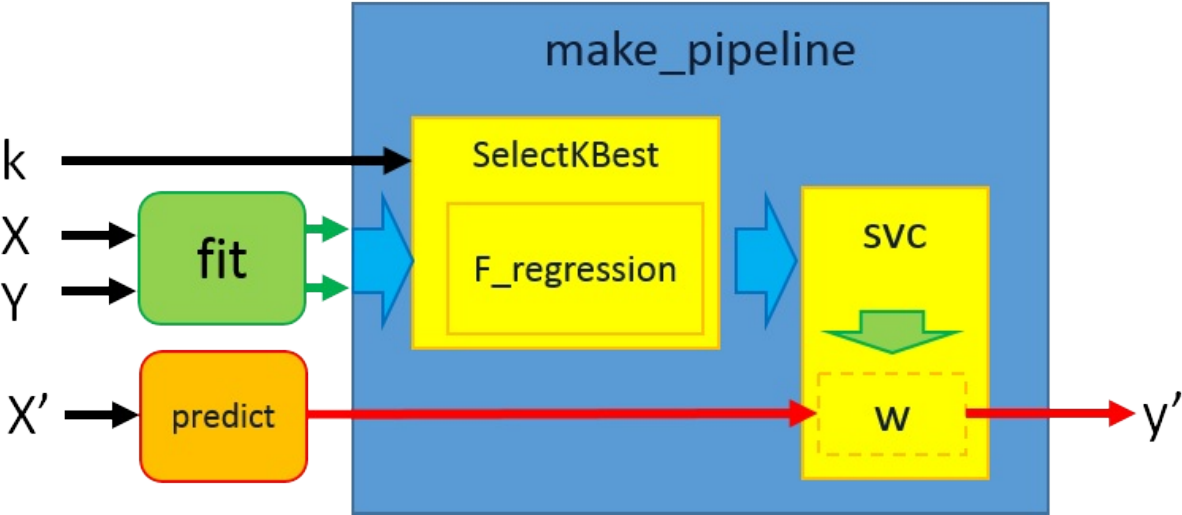 make_pipeline
k
SelectKBest
X
fit
Y
F_regression
svc
X’
predict
w
y’